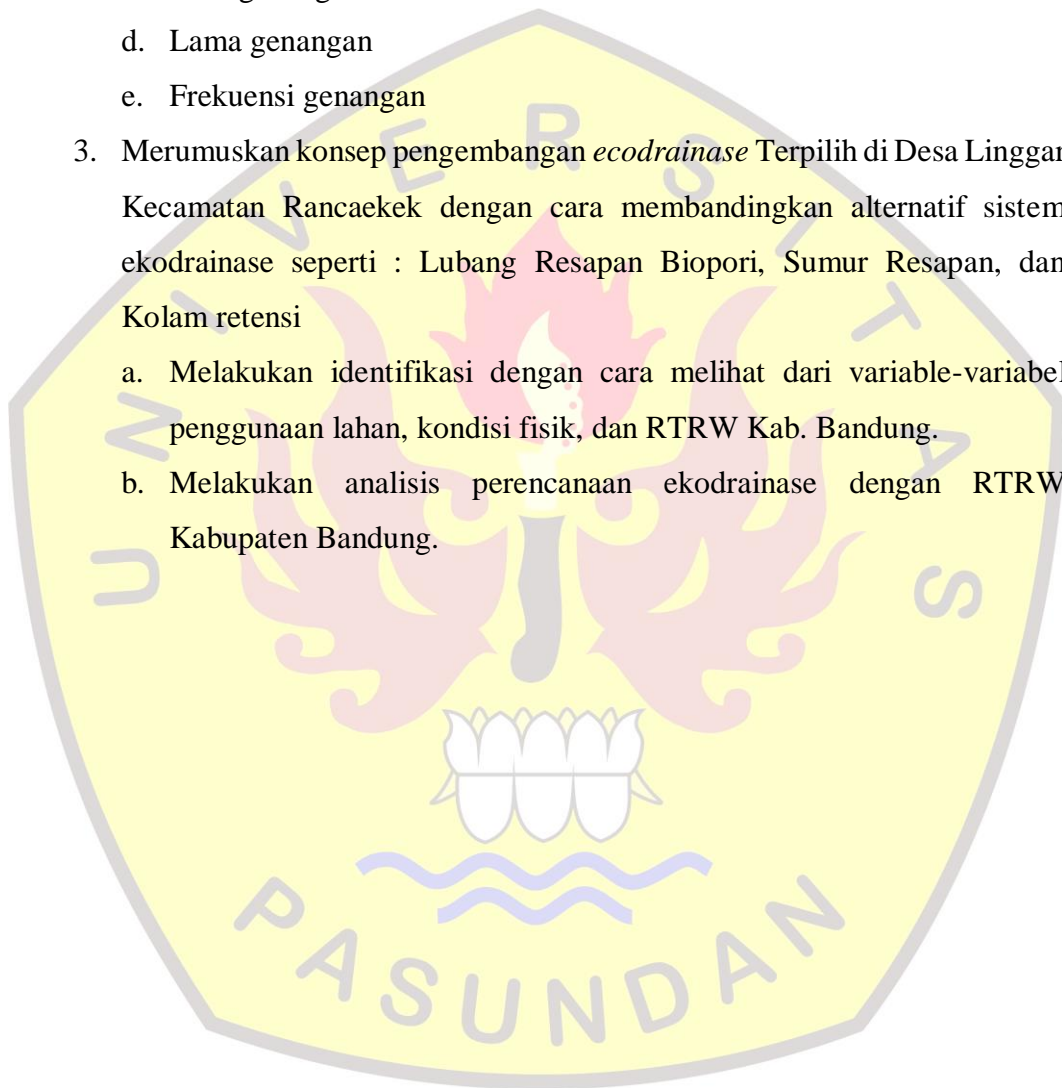 d. Lama genangan
e. Frekuensi genangan
3. Merumuskan konsep pengembangan ecodrainase Terpilih di Desa Linggar
Kecamatan Rancaekek dengan cara membandingkan alternatif sistem
ekodrainase seperti : Lubang Resapan Biopori, Sumur Resapan, dan
Kolam retensi
a. Melakukan identifikasi dengan cara melihat dari variable-variabel
penggunaan lahan, kondisi fisik, dan RTRW Kab. Bandung.
b. Melakukan analisis perencanaan ekodrainase dengan RTRW
Kabupaten Bandung.
UNIVERSITAS
PASUNDAN